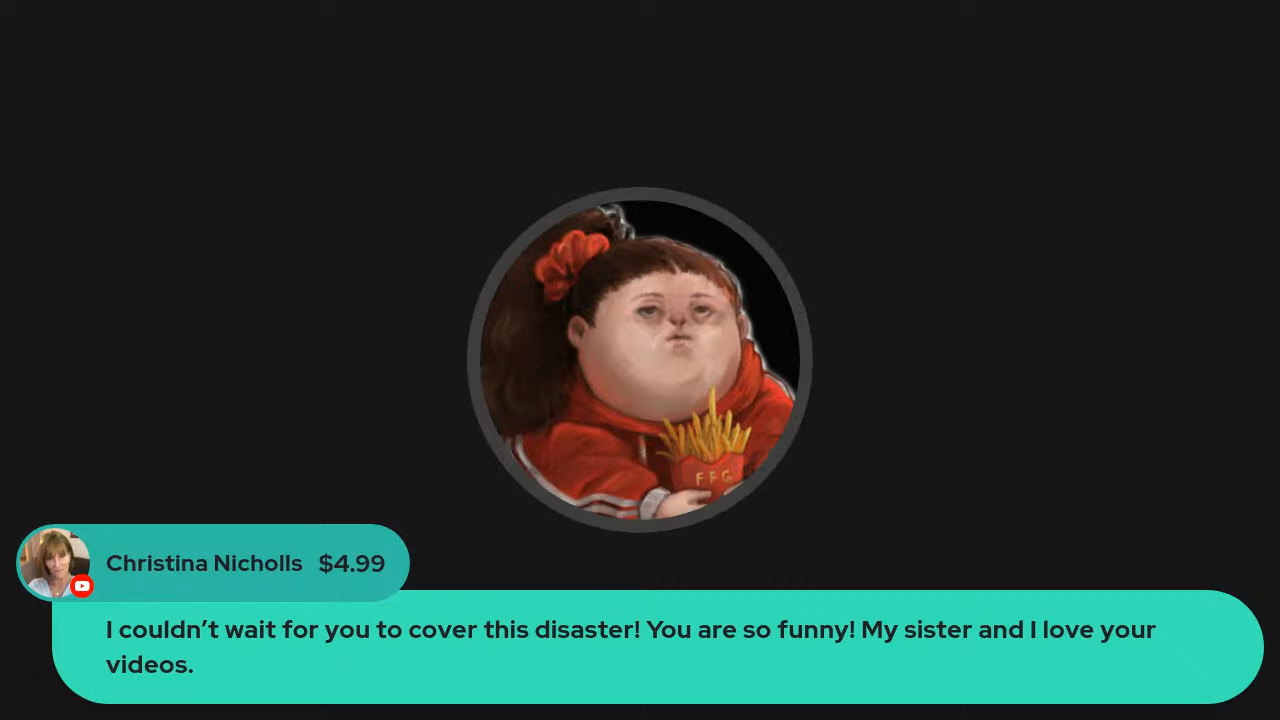 FFG
Christina Nicholls $4.99
I couldn’t wait for you to cover this disaster! You are so funny! My sister and I love your
videos.